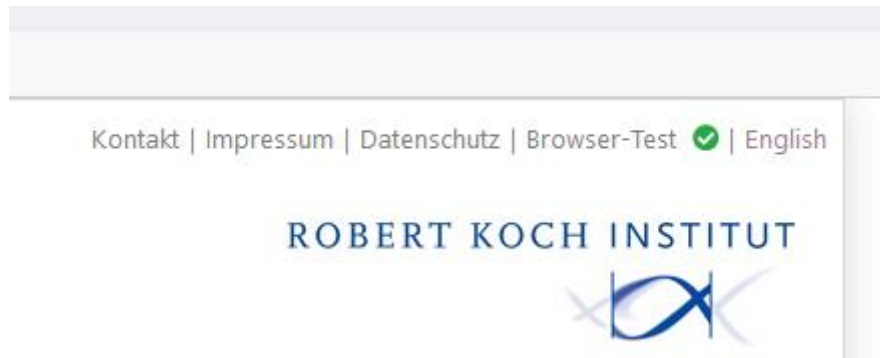 Kontakt | Impressum | Datenschutz | Browser-Test | English
ROBERT KOCH INSTITUT